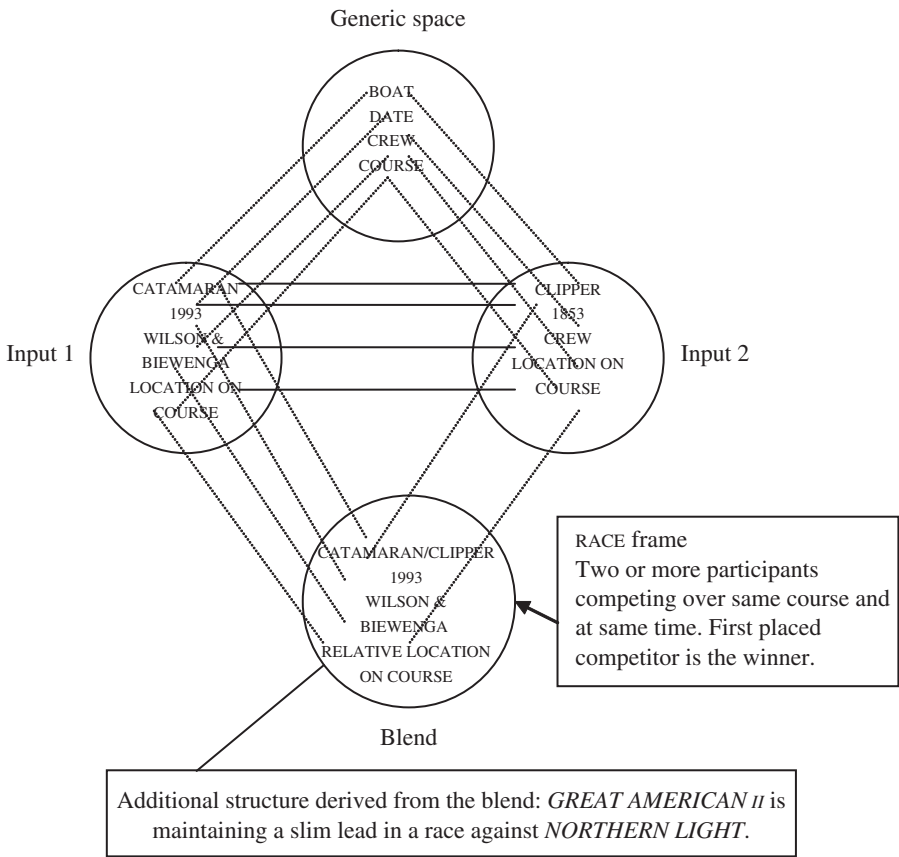 Generic space
BOAT
DATE
CREW
COURSE
Input 1
CATAMARAN
1993
WILSON &
BIEWENGA
LOCATION ON
COURSE
CLIPPER
1853
CREW
LOCATION ON
COURSE
Input 2
CATAMARAN/CLIPPER
1993
WILSON &
BIEWENGA
RELATIVE LOCATION
ON COURSE
Blend
RACE frame
Two or more participants
competing over same course and
at same time. First placed
competitor is the winner.
Additional structure derived from the blend: GREAT AMERICAN II is
maintaining a slim lead in a race against NORTHERN LIGHT.